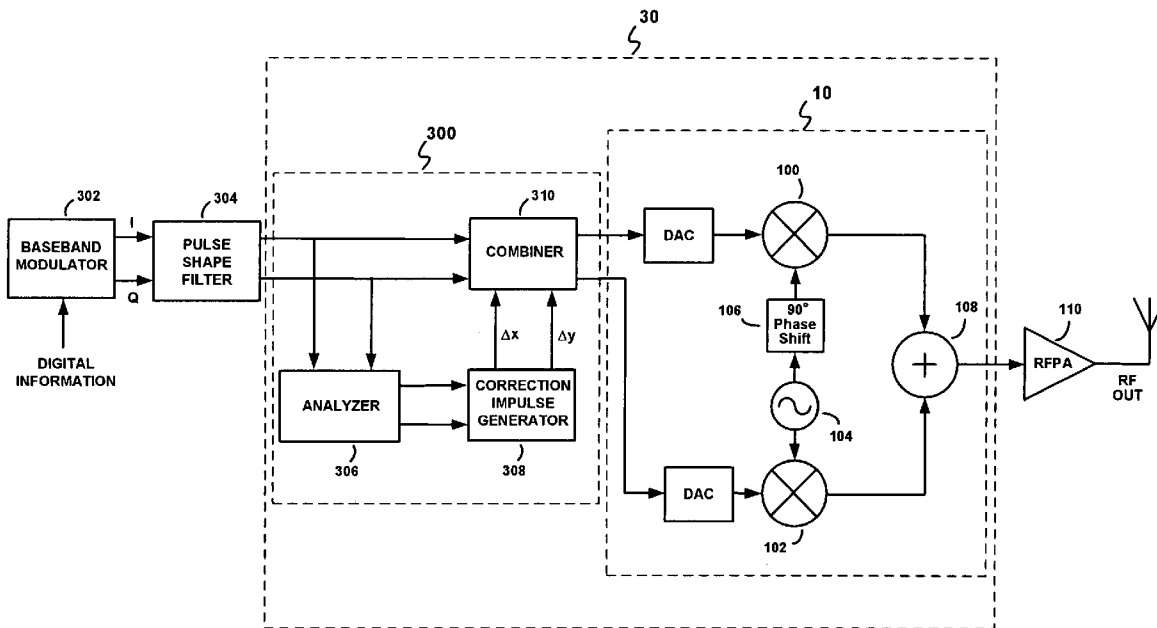 30
10
300
302
304
310
100
I
Q
BASEBAND
MODULATOR
PULSE
SHAPE
FILTER
COMBINER
DAC
106
90°
Phase
Shift
108
110
Δx
Δy
RFPA
RF
OUT
DIGITAL
INFORMATION
ANALYZER
CORRECTION
IMPULSE
GENERATOR
104
306
308
DAC
102